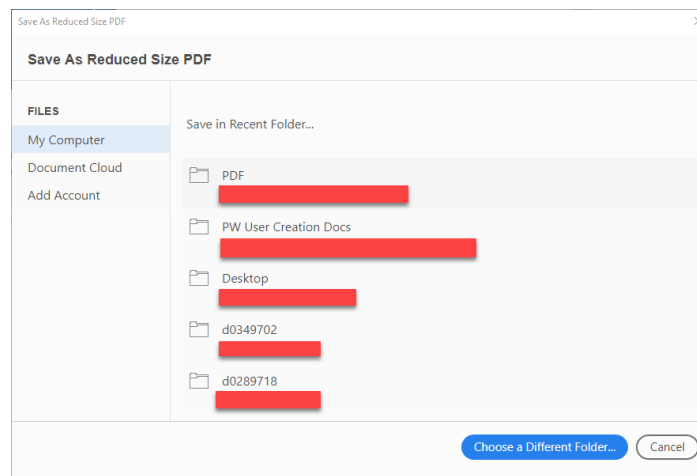 Save As Reduced Size PDF
Save As Reduced Size PDF
FILES
My Computer
Document Cloud
Add Account
Save in Recent Folder...
PDF
PW User Creation Docs
Desktop
d0349702
d0289718
Choose a Different Folder...
Cancel